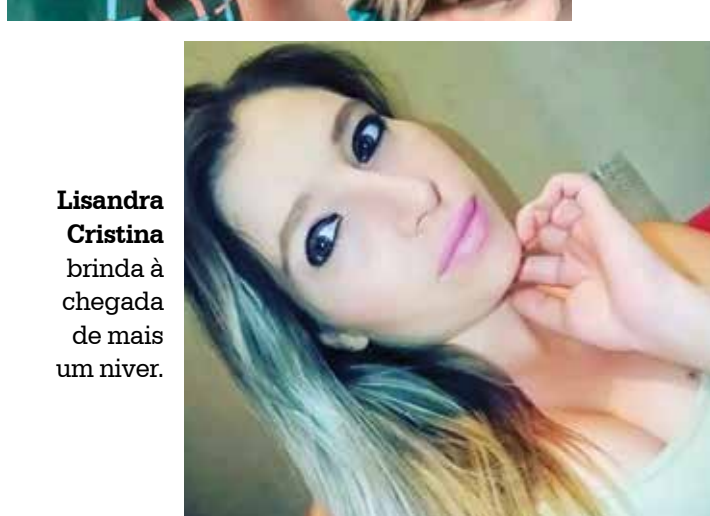 Lisandra
Cristina
brinda à
chegada
de mais
um niver.